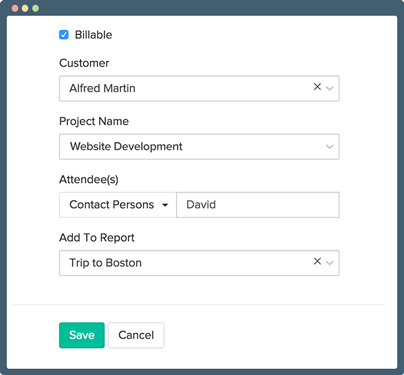 Billable
Customer
Alfred Martin
Project Name
Website Development
Attendee(s)
Contact Persons David
Add To Report
Trip to Boston
Save Cancel